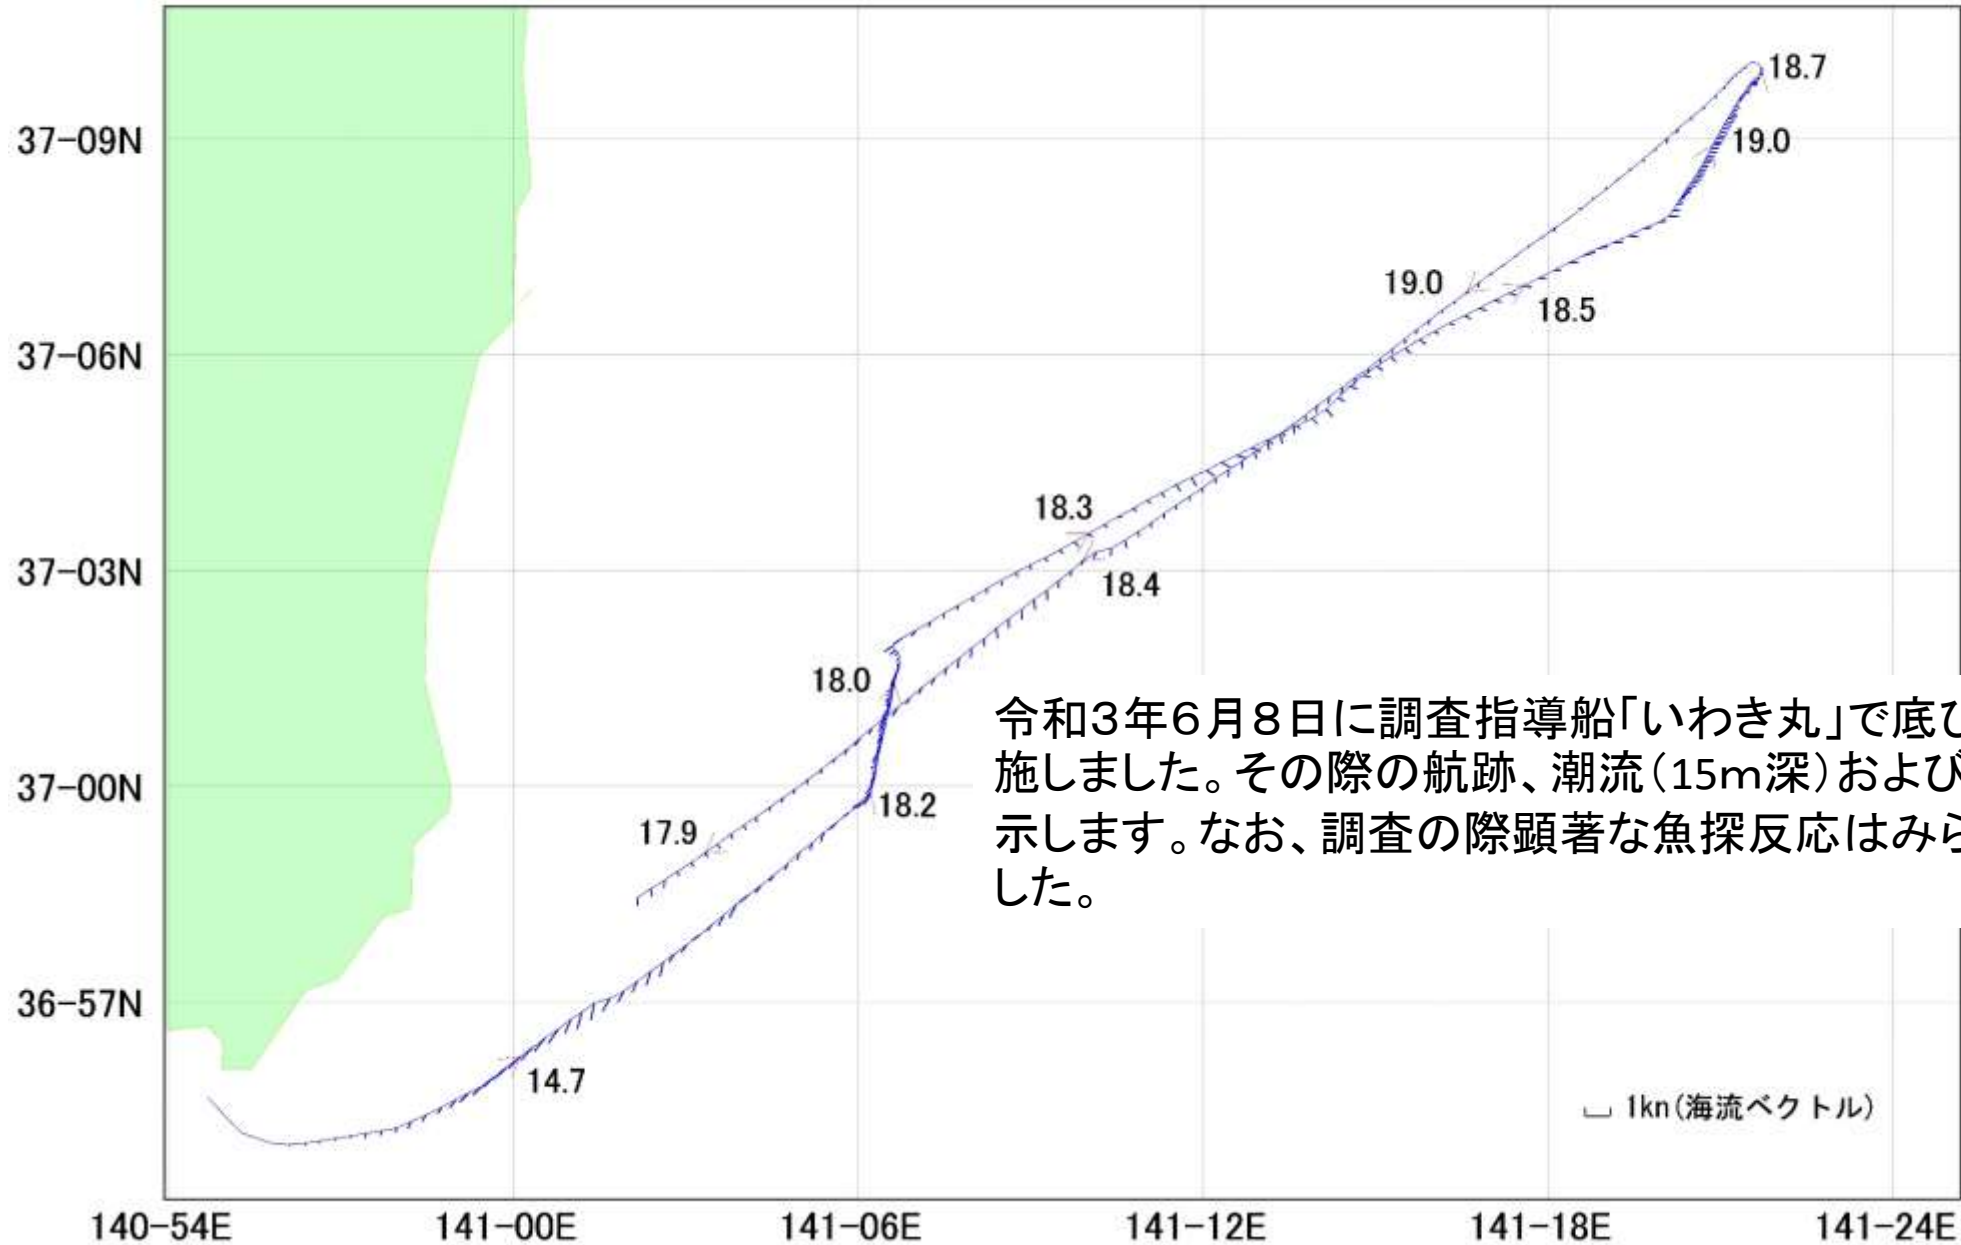 18.7
37-09N
19.0
19.0
18.5
37-06N
18.3
37-03N
18.4
18.0
令和3年6月8日に調査指導船「いわき丸」で底び
施しました。その際の航跡、潮流(15m深)および
示します。なお、調査の際顕著な魚探反応はみら
した。
37-00N
18.2
17.9
36-57N
14.7
1kn(海流ベクトル)
140-54E 141-00E 141-06E 141-12E 141-18E 141-24E